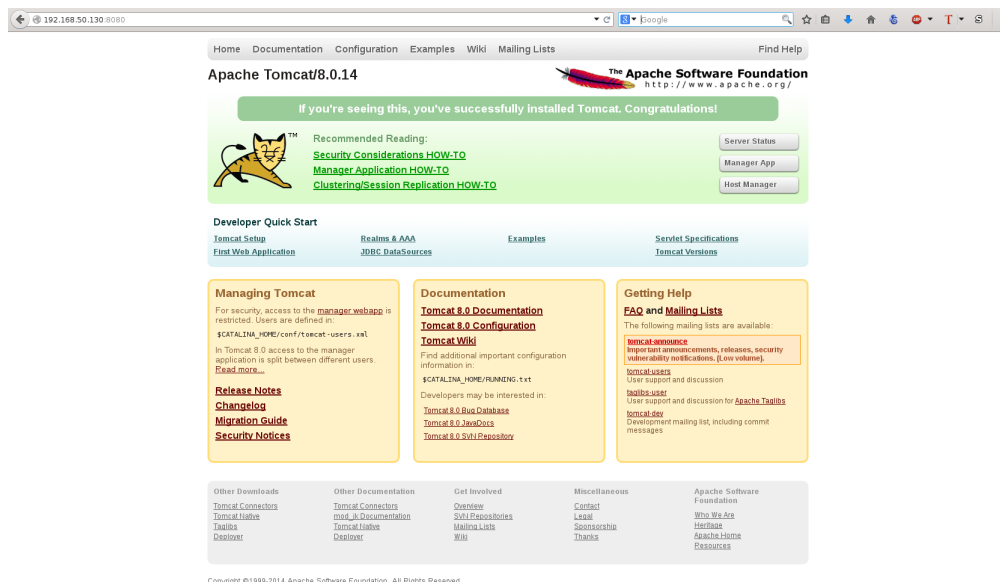 192.168.50.130:8080
Google
Home Documentation Configuration Examples Wiki Mailing Lists Find Help
Apache Tomcat/8.0.14
The Apache Software Foundation
http://www.apache.org/
If you're seeing this, you've successfully installed Tomcat. Congratulations!
TM
Recommended Reading:
Security Considerations HOW-TO
Manager Application HOW-TO
Clustering/Session Replication HOW-TO
Server Status
Manager App
Host Manager
Developer Quick Start
Tomcat Setup
First Web Application
Realms & AAA
JDBC DataSources
Examples
Servlet Specifications
Tomcat Versions
Managing Tomcat
For security, access to the manager webapp is
restricted. Users are defined in:
$CATALINA_HOME/conf/tomcat-users.xml
In Tomcat 8.0 access to the manager
application is split between different users.
Read more...
Release Notes
Changelog
Migration Guide
Security Notices
Documentation
Tomcat 8.0 Documentation
Tomcat 8.0 Configuration
Tomcat Wiki
Find additional important configuration
information in:
$CATALINA_HOME/RUNNING.txt
Developers may be interested in:
Tomcat 8.0 Bug Database
Tomcat 8.0 JavaDocs
Tomcat 8.0 SVN Repository
Getting Help
FAQ and Mailing Lists
The following mailing lists are available:
tomcat-announce
Important announcements, releases, security
vulnerability notifications. (Low volume).
tomcat-users
User support and discussion
taglibs-user
User support and discussion for Apache Taglibs
tomcat-dev
Development mailing list, including commit
messages
Other Downloads
Tomcat Connectors
Tomcat Native
Taglibs
Deployer
Other Documentation
Tomcat Connectors
mod_jk Documentation
Tomcat Native
Deployer
Get Involved
Overview
SVN Repositories
Mailing Lists
Wiki
Miscellaneous
Contact
Legal
Sponsorship
Thanks
Apache Software
Foundation
Who We Are
Heritage
Apache Home
Resources
Copyright ©1999-2014 Apache Software Foundation. All Rights Reserved